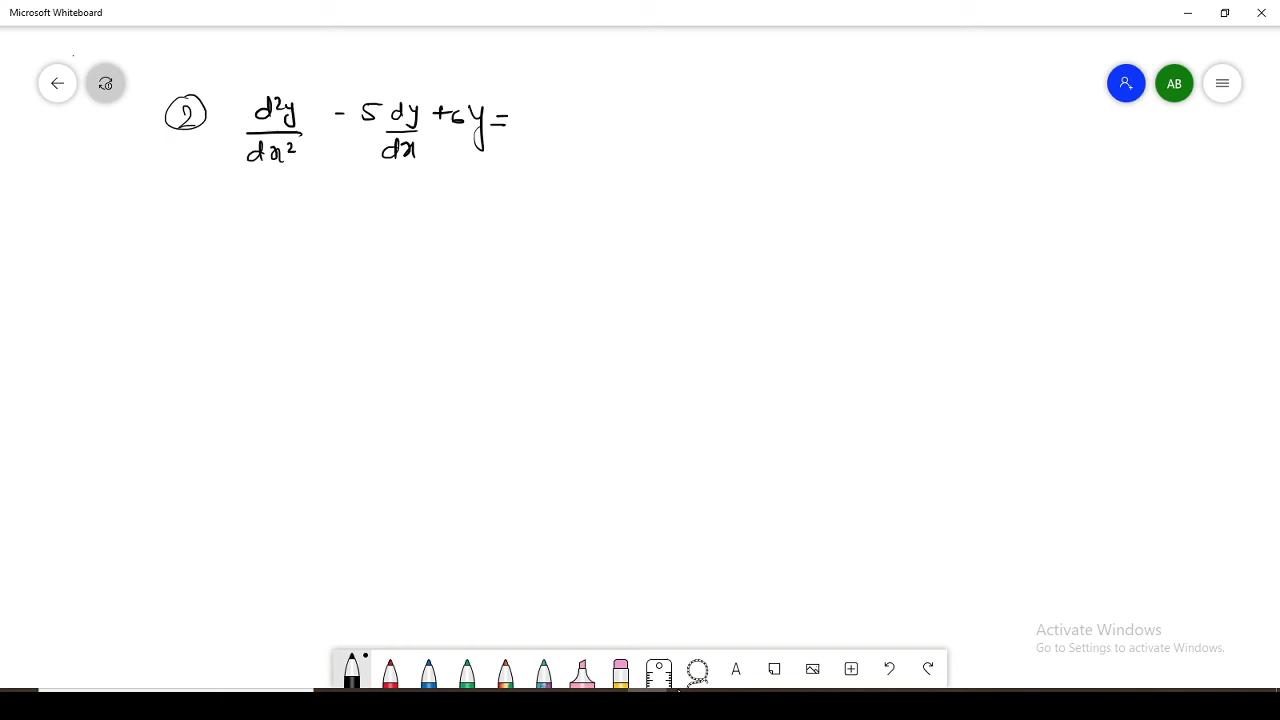 Microsoft Whiteboard
AB
② d²y/dx² - 5 dy/dx + 6y =
A
Activate Windows
Go to Settings to activate Windows.